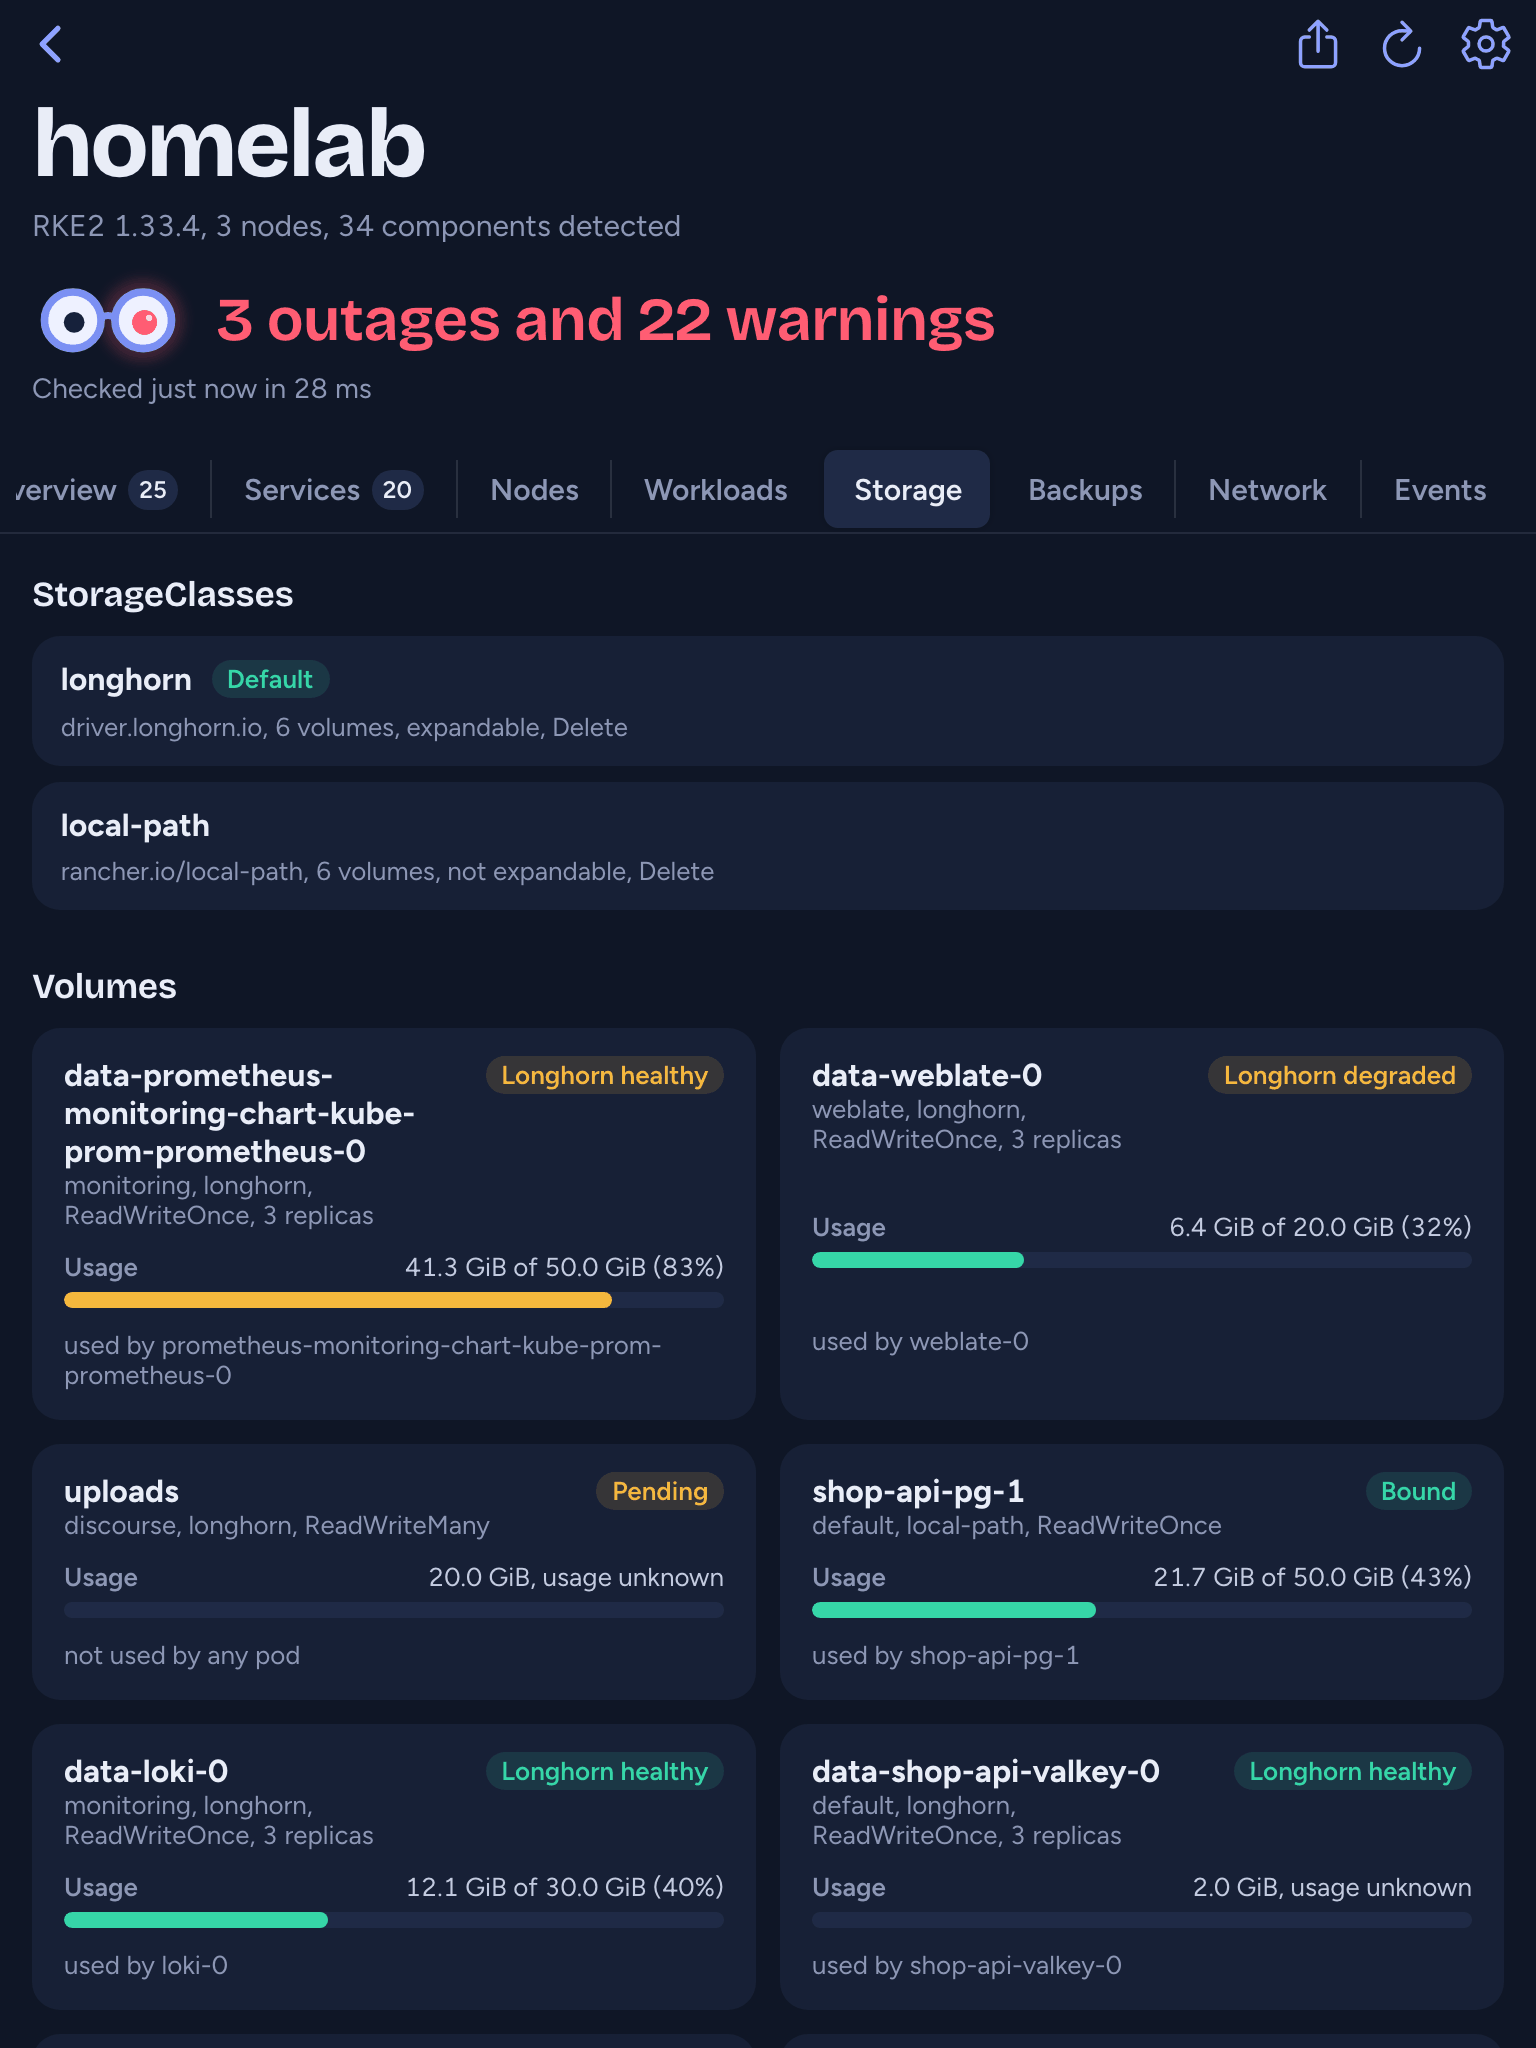 homelab
RKE2 1.33.4, 3 nodes, 34 components detected
3 outages and 22 warnings
Checked just now in 28 ms
verview 25 Services 20 Nodes Workloads Storage Backups Network Events
StorageClasses
longhorn Default
driver.longhorn.io, 6 volumes, expandable, Delete
local-path
rancher.io/local-path, 6 volumes, not expandable, Delete
Volumes
data-prometheus-
monitoring-chart-kube-
prom-prometheus-0
Longhorn healthy
monitoring, longhorn,
ReadWriteOnce, 3 replicas
Usage 41.3 GiB of 50.0 GiB (83%)
used by prometheus-monitoring-chart-kube-prom-
prometheus-0
data-weblate-0 Longhorn degraded
weblate, longhorn,
ReadWriteOnce, 3 replicas
Usage 6.4 GiB of 20.0 GiB (32%)
used by weblate-0
uploads Pending
discourse, longhorn, ReadWriteMany
Usage 20.0 GiB, usage unknown
not used by any pod
shop-api-pg-1 Bound
default, local-path, ReadWriteOnce
Usage 21.7 GiB of 50.0 GiB (43%)
used by shop-api-pg-1
data-loki-0 Longhorn healthy
monitoring, longhorn,
ReadWriteOnce, 3 replicas
Usage 12.1 GiB of 30.0 GiB (40%)
used by loki-0
data-shop-api-valkey-0 Longhorn healthy
default, longhorn,
ReadWriteOnce, 3 replicas
Usage 2.0 GiB, usage unknown
used by shop-api-valkey-0